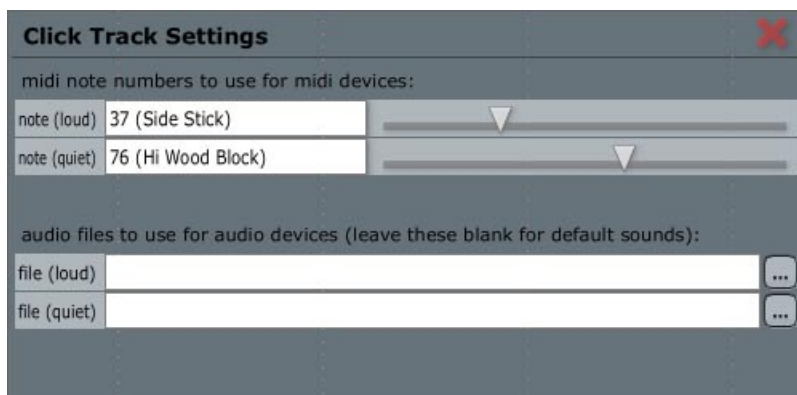 Click Track Settings
midi note numbers to use for midi devices:
note (loud) 37 (Side Stick)
note (quiet) 76 (Hi Wood Block)
audio files to use for audio devices (leave these blank for default sounds):
file (loud) ...
file (quiet) ...